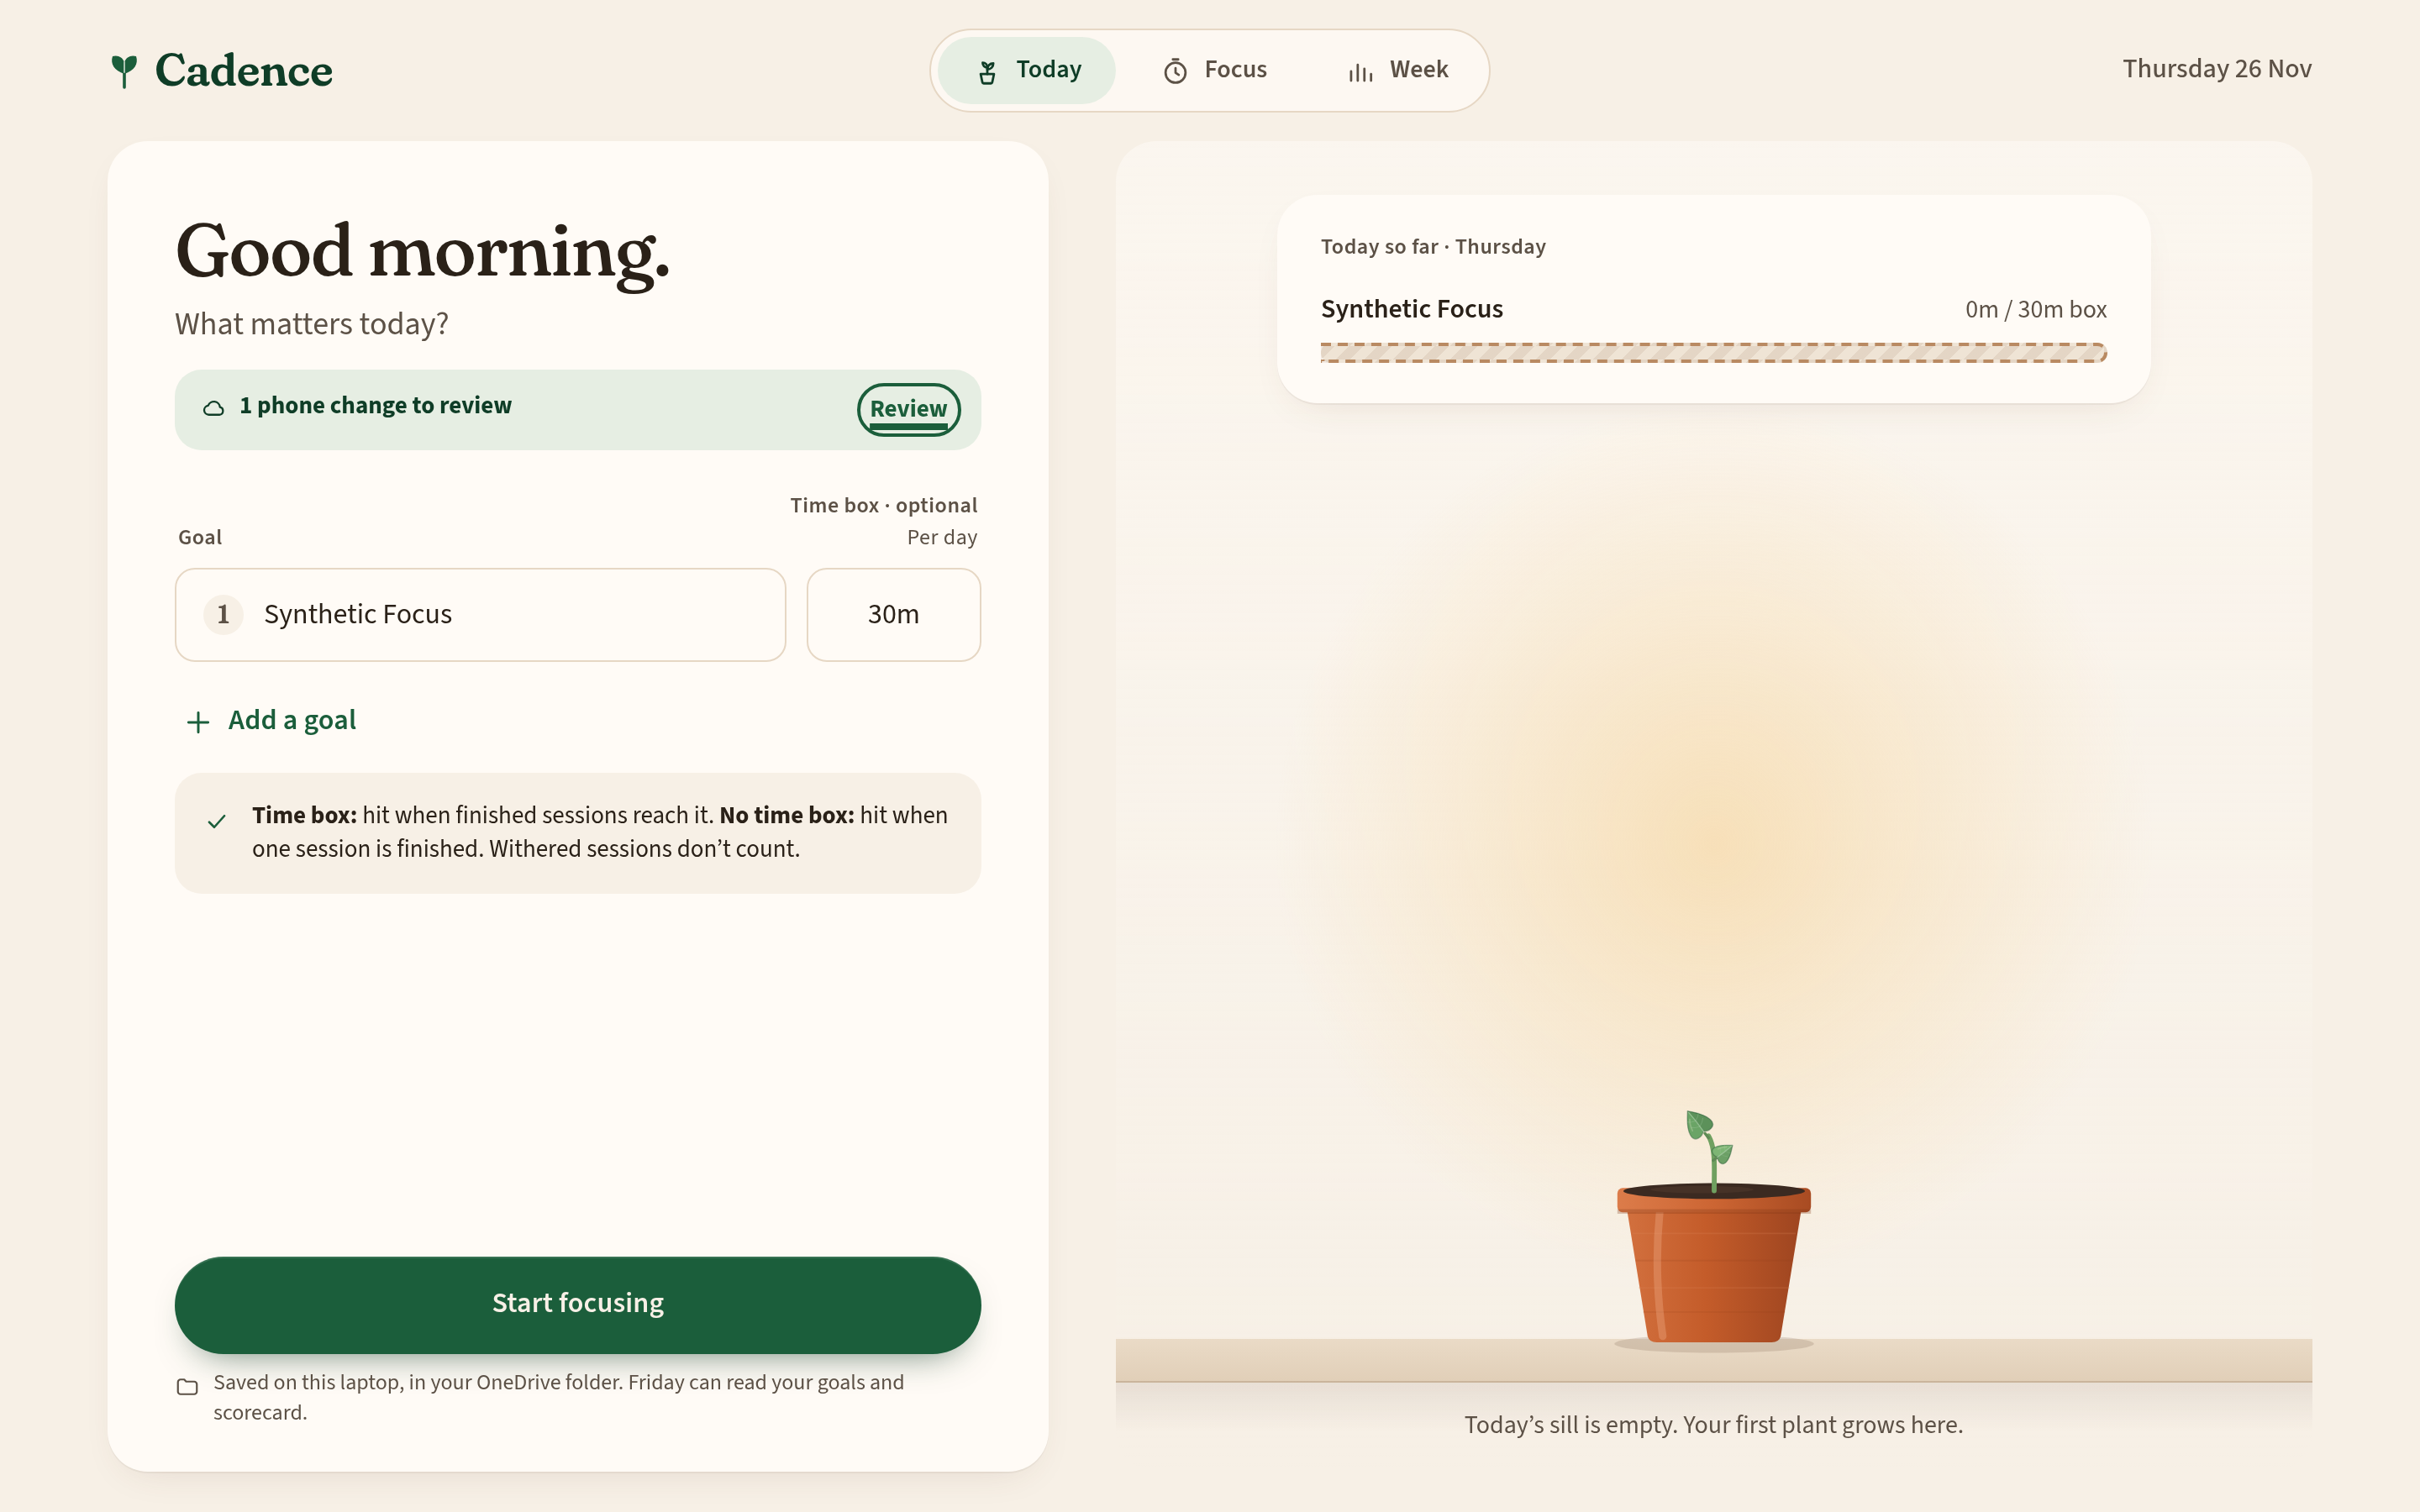 Cadence
Today
Focus
Week
Thursday 26 Nov
Good morning.
What matters today?
1 phone change to review
Review
Time box · optional
Goal
Per day
1 Synthetic Focus
30m
Add a goal
Time box: hit when finished sessions reach it. No time box: hit when
one session is finished. Withered sessions don’t count.
Start focusing
Saved on this laptop, in your OneDrive folder. Friday can read your goals and
scorecard.
Today so far · Thursday
Synthetic Focus
0m / 30m box
Today’s sill is empty. Your first plant grows here.